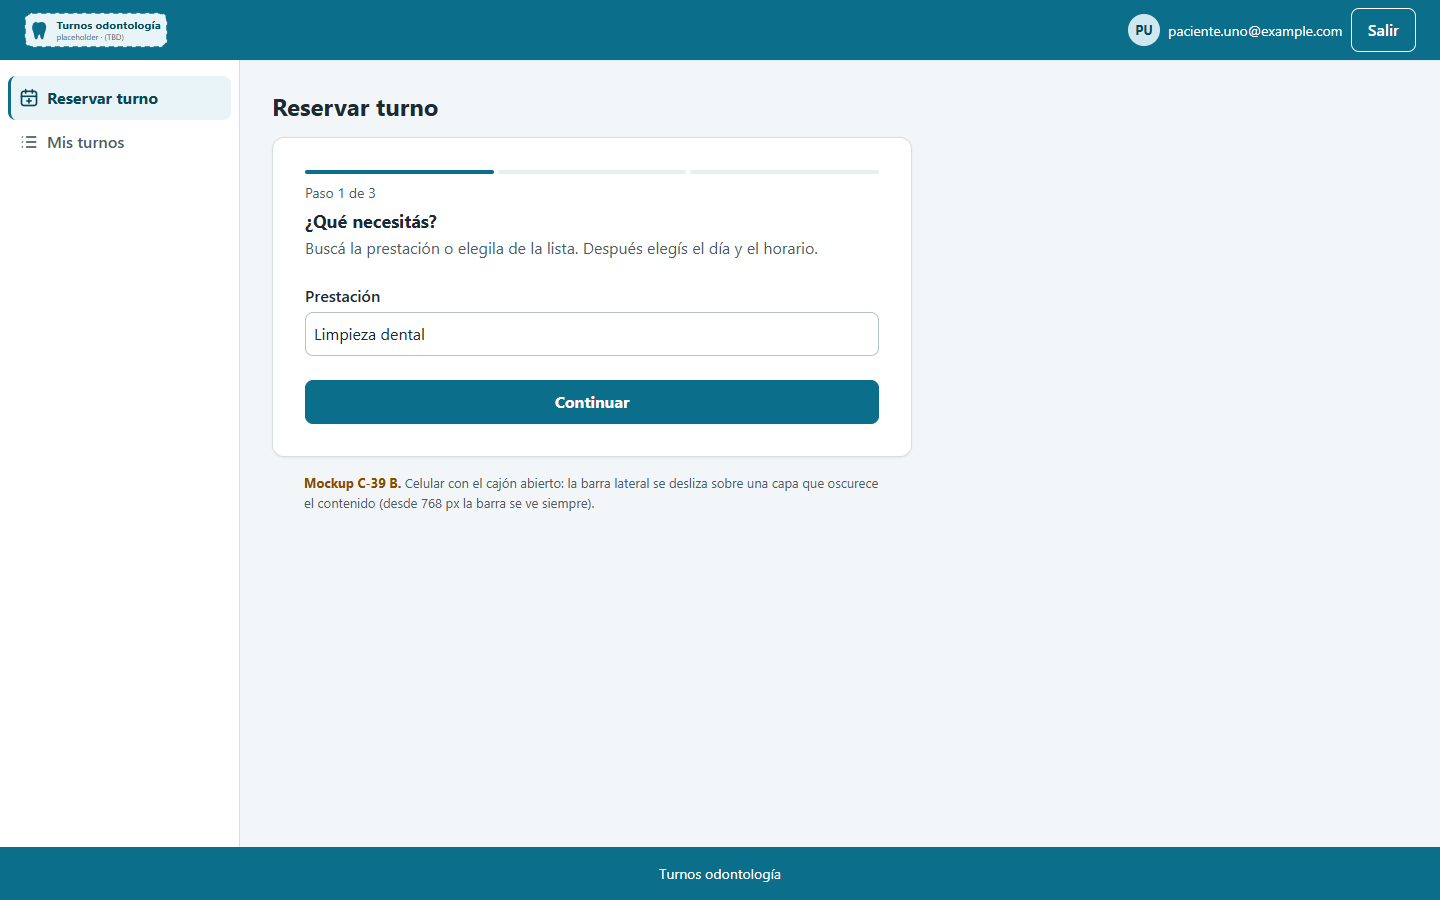 Turnos odontología
placeholder · (TBD)
PU
paciente.uno@example.com
Salir
Reservar turno
Mis turnos
Reservar turno
Paso 1 de 3
¿Qué necesitás?
Buscá la prestación o elegila de la lista. Después elegís el día y el horario.
Prestación
Limpieza dental
Continuar
Mockup C-39 B. Celular con el cajón abierto: la barra lateral se desliza sobre una capa que oscurece
el contenido (desde 768 px la barra se ve siempre).
Turnos odontología